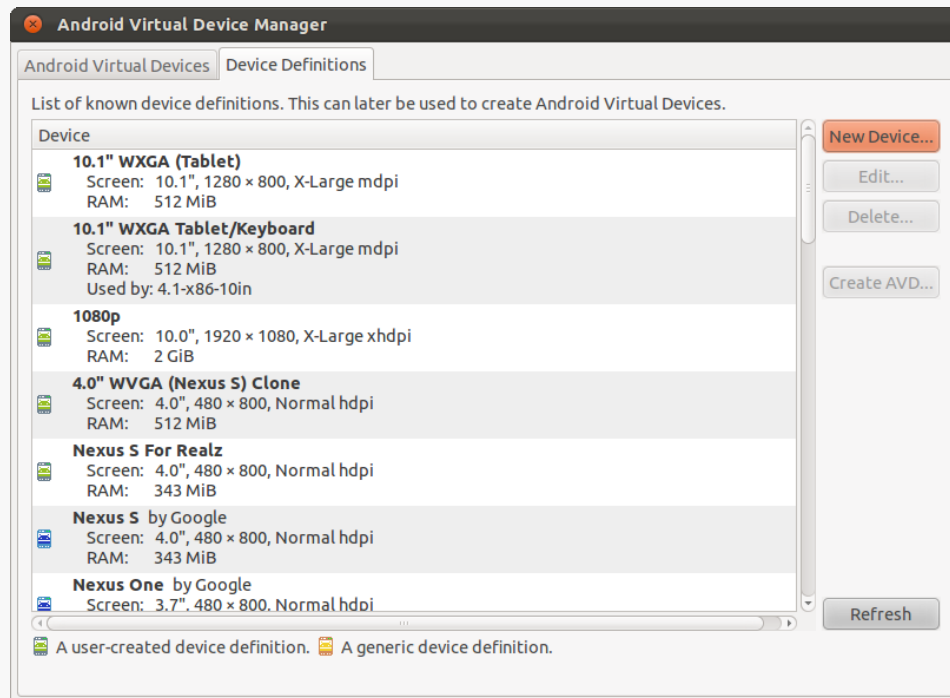 Android Virtual Device Manager
Android Virtual Devices
Device Definitions
List of known device definitions. This can later be used to create Android Virtual Devices.
Device
10.1" WXGA (Tablet)
Screen: 10.1", 1280 × 800, X-Large mdpi
RAM: 512 MiB
10.1" WXGA Tablet/Keyboard
Screen: 10.1", 1280 × 800, X-Large mdpi
RAM: 512 MiB
Used by: 4.1-x86-10in
1080p
Screen: 10.0", 1920 × 1080, X-Large xhdpi
RAM: 2 GiB
4.0" WVGA (Nexus S) Clone
Screen: 4.0", 480 × 800, Normal hdpi
RAM: 512 MiB
Nexus S For Realz
Screen: 4.0", 480 × 800, Normal hdpi
RAM: 343 MiB
Nexus S by Google
Screen: 4.0", 480 × 800, Normal hdpi
RAM: 343 MiB
Nexus One by Google
Screen: 3.7", 480 × 800, Normal hdpi
New Device...
Edit...
Delete...
Create AVD...
Refresh
A user-created device definition. A generic device definition.